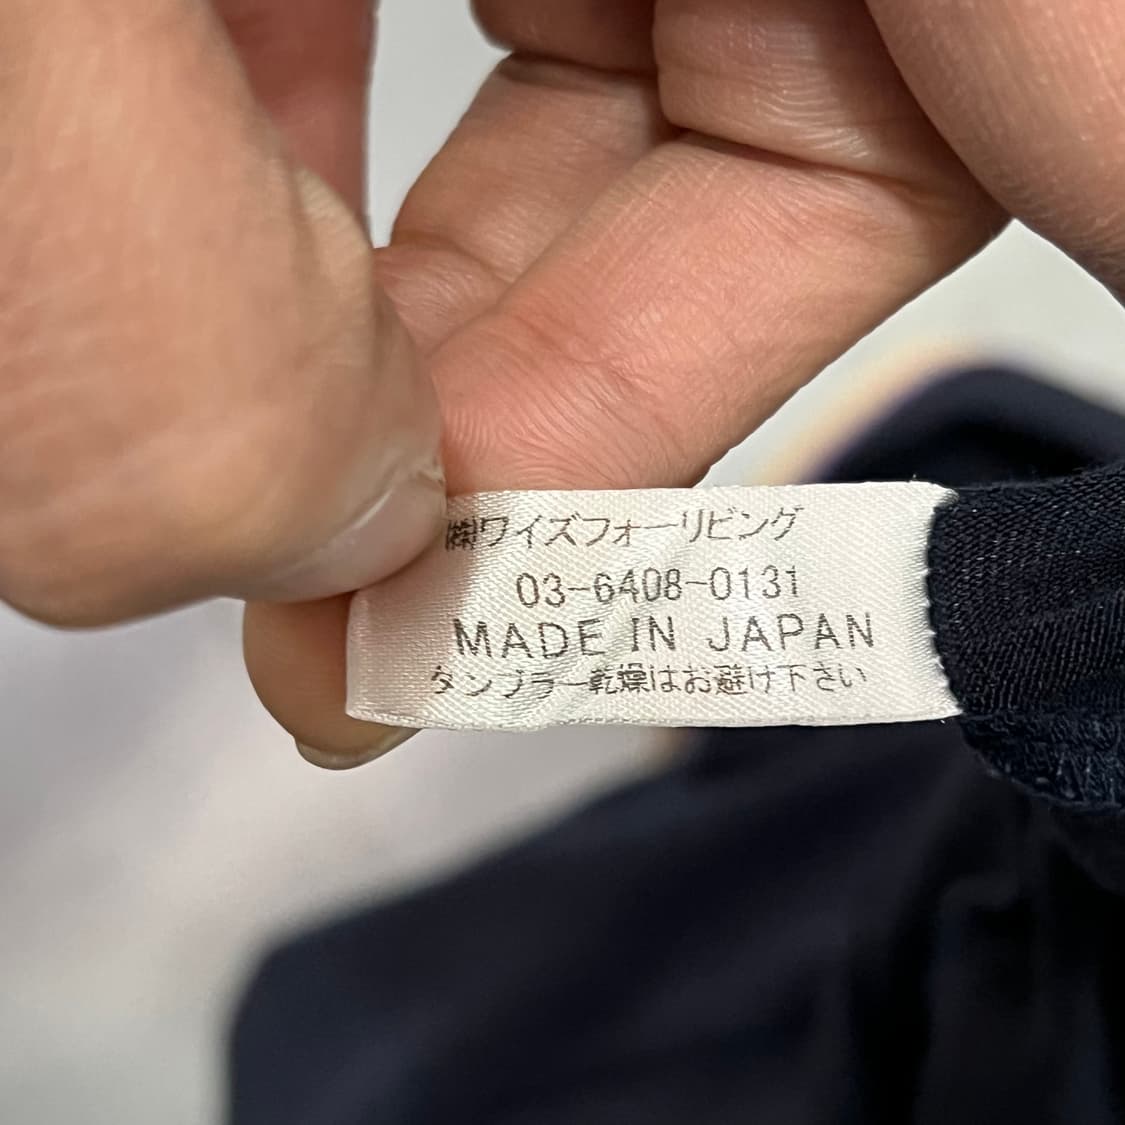 ㈱ワイズフォーリビング
03-6408-0131
MADE IN JAPAN
タンブラー乾燥はお避け下さい